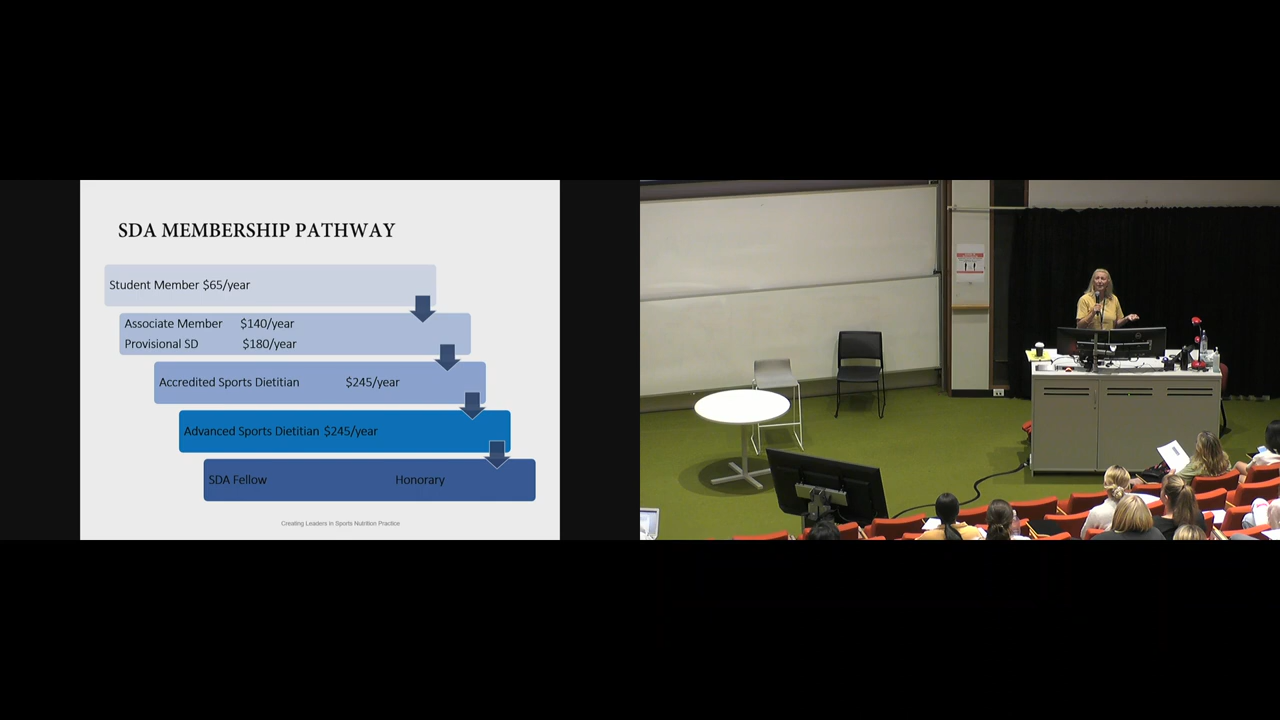 SDA MEMBERSHIP PATHWAY
Student Member $65/year
Associate Member $140/year
Provisional SD $180/year
Accredited Sports Dietitian $245/year
Advanced Sports Dietitian $245/year
SDA Fellow Honorary
Creating Leaders in Sports Nutrition Practice